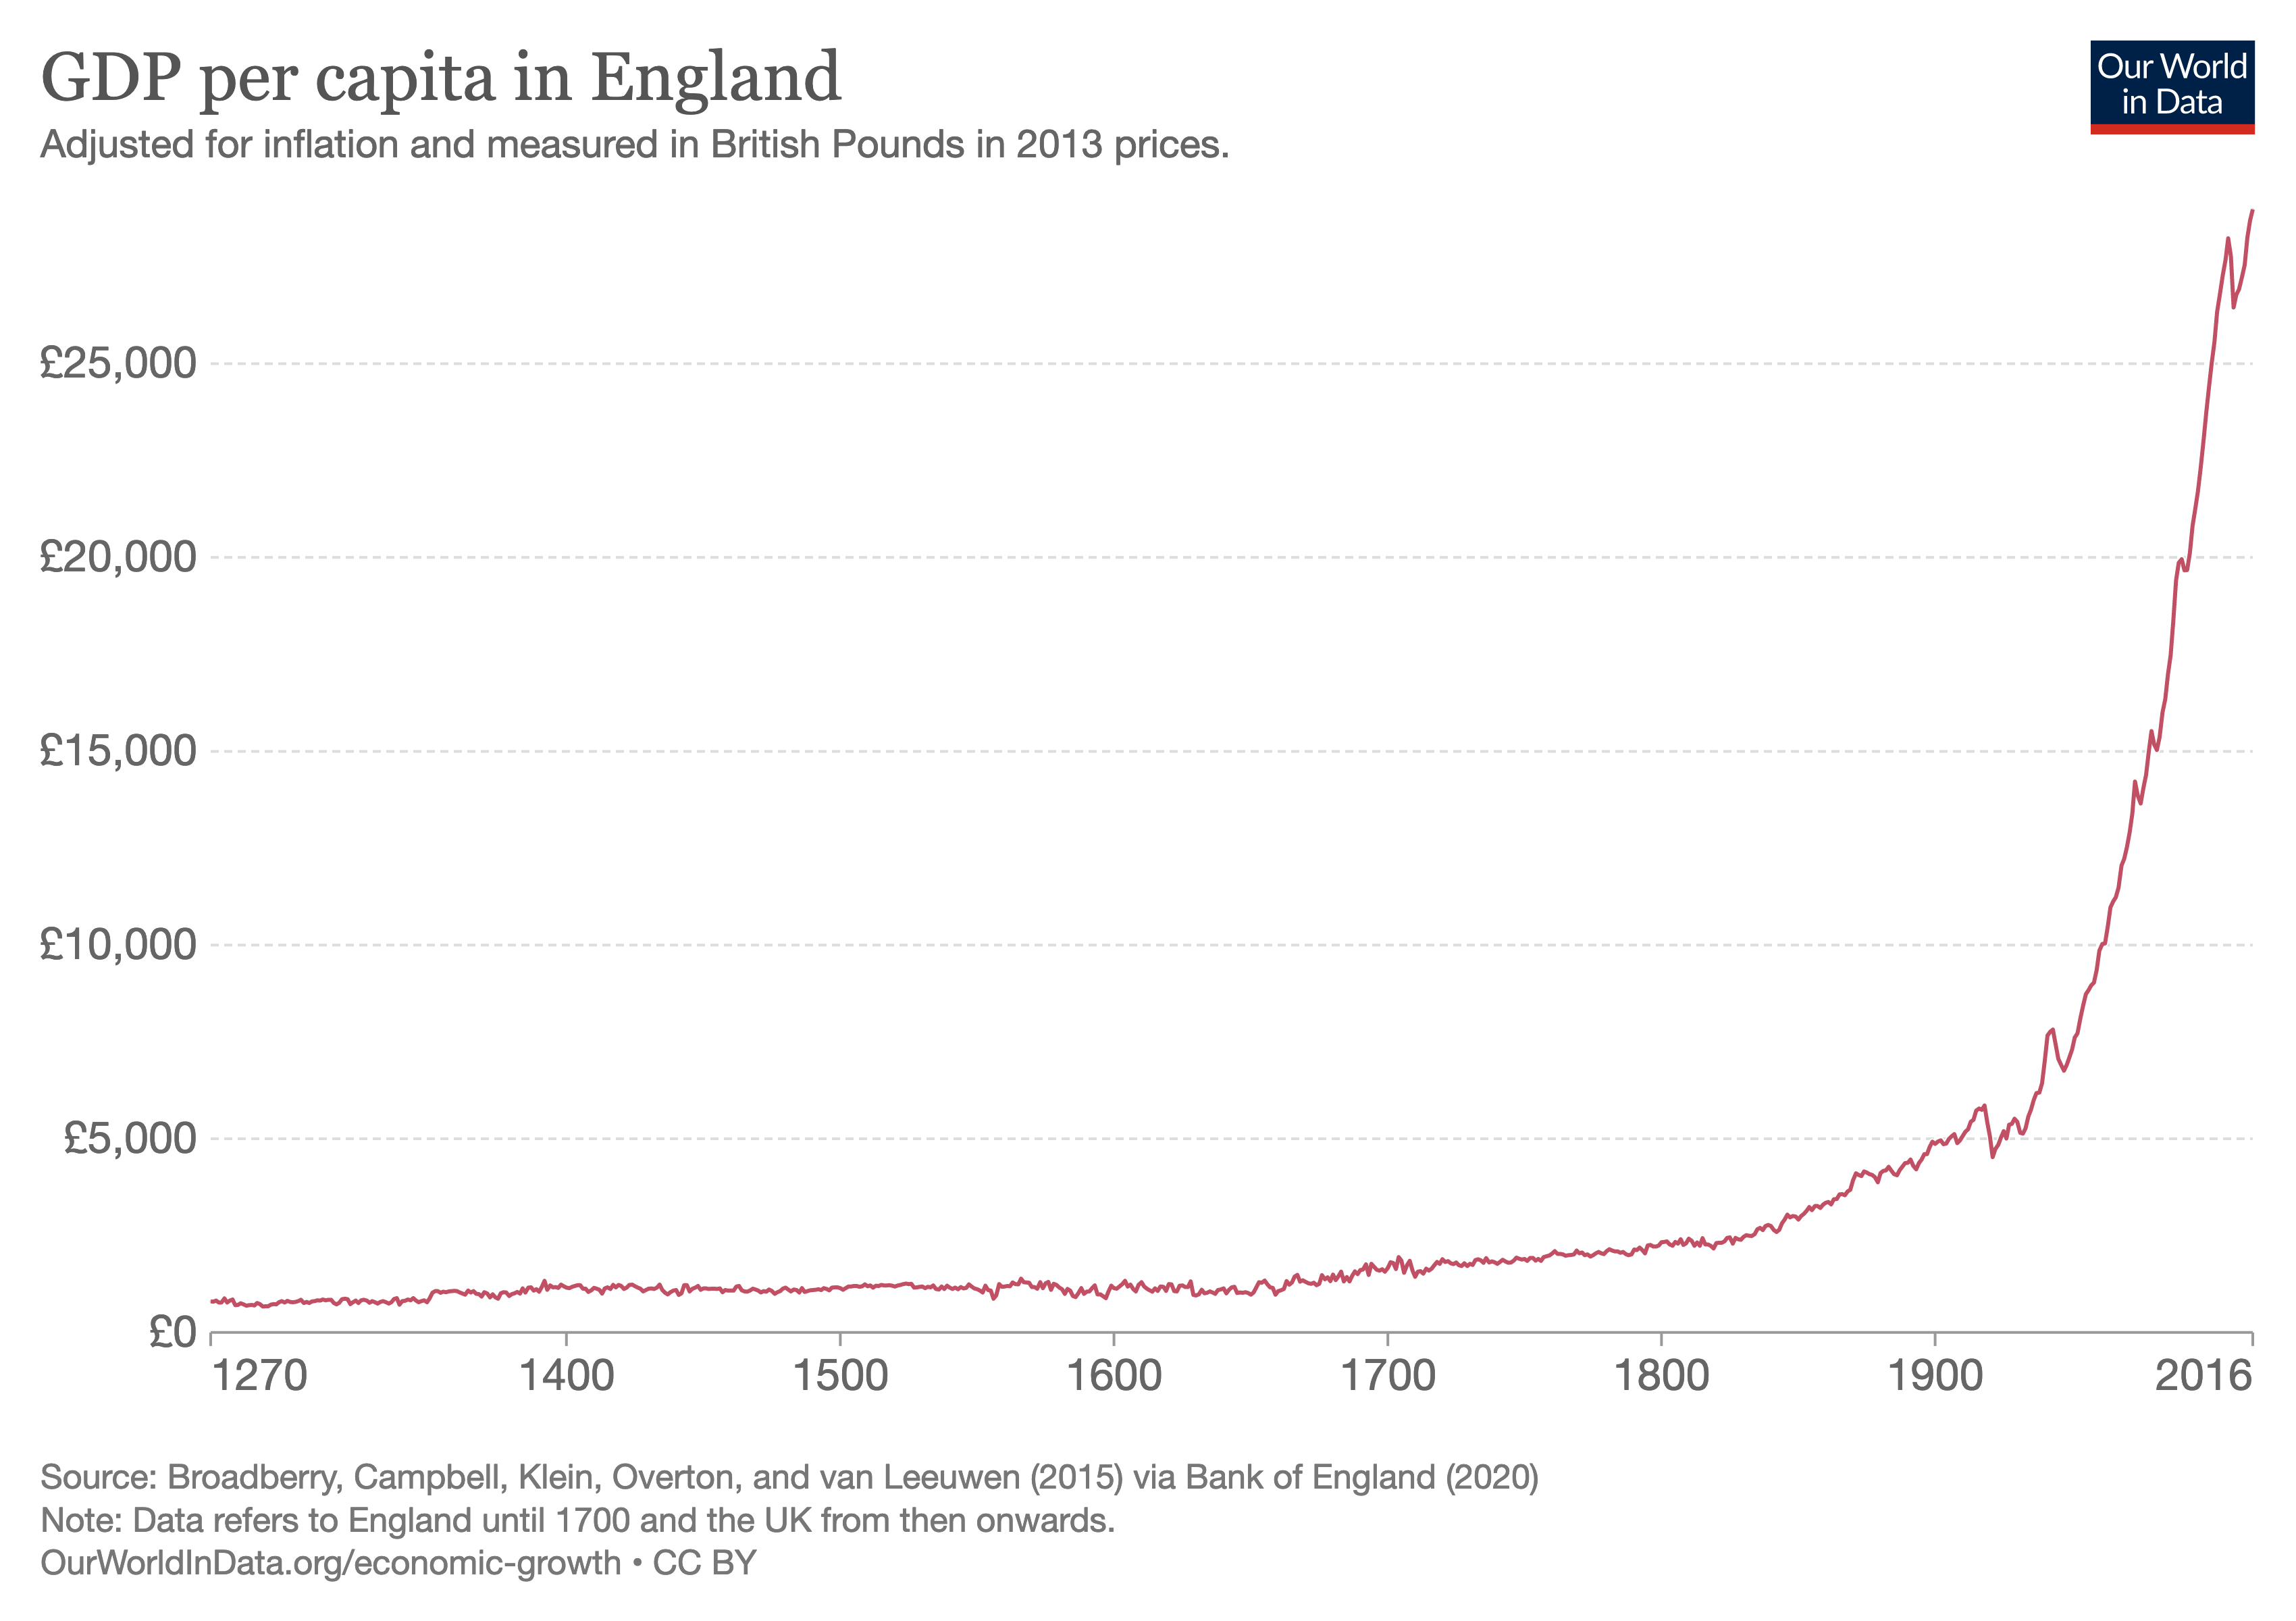 GDP per capita in England
Adjusted for inflation and measured in British Pounds in 2013 prices.
Our World
in Data
£25,000
£20,000
£15,000
£10,000
£5,000
£0
1270 1400 1500 1600 1700 1800 1900 2016
Source: Broadberry, Campbell, Klein, Overton, and van Leeuwen (2015) via Bank of England (2020)
Note: Data refers to England until 1700 and the UK from then onwards.
OurWorldInData.org/economic-growth • CC BY